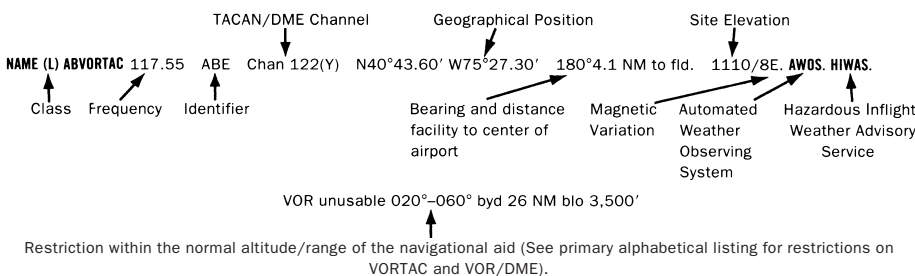 TACAN/DME Channel Geographical Position Site Elevation
NAME (L) ABVORTAC 117.55 ABE Chan 122(Y) N40°43.60′ W75°27.30′ 180°4.1 NM to fld. 1110/8E. AWOS. HIWAS.
Class Frequency Identifier Bearing and distance Magnetic Automated Hazardous Inflight
facility to center of Variation Weather Weather Advisory
airport Observing Service
System
VOR unusable 020°–060° byd 26 NM blo 3,500′
Restriction within the normal altitude/range of the navigational aid (See primary alphabetical listing for restrictions on
VORTAC and VOR/DME).